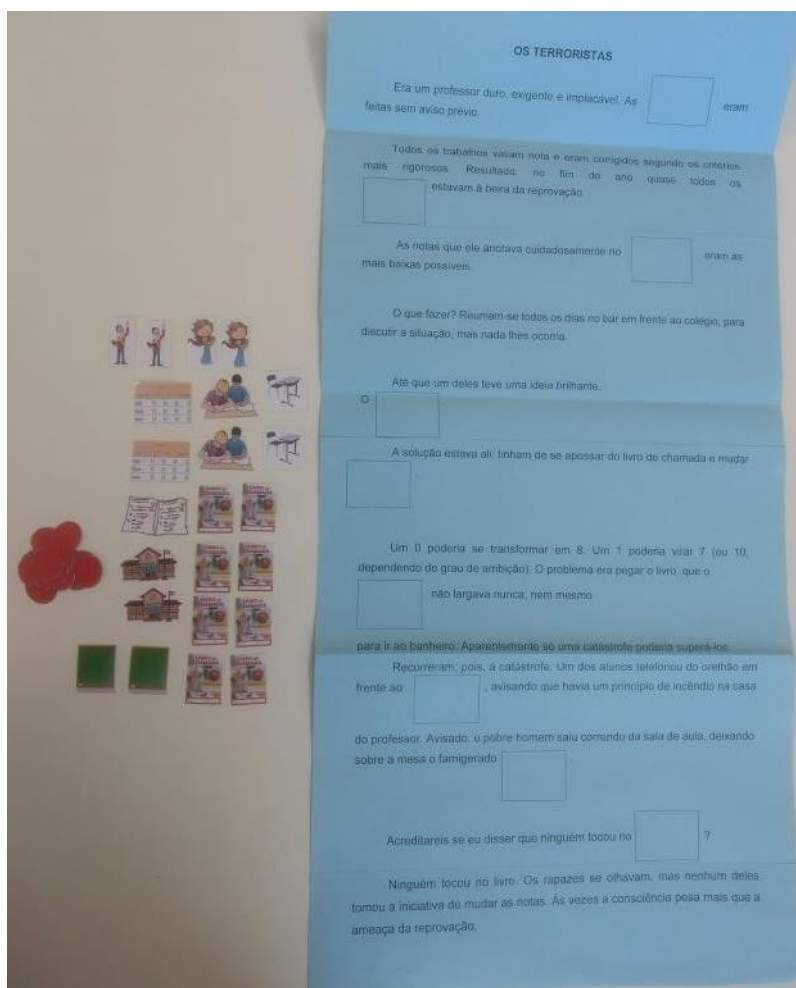 OS TERRORISTAS
Era um professor duro, exigente e implacável. As eram
feitas sem aviso prévio.
Todos os trabalhos valiam nota e eram corrigidos segundo os critérios
mais rigorosos. Resultado: no fim do ano quase todos os
estavam à beira da reprovação.
As notas que ele anotava cuidadosamente no eram as
mais baixas possíveis.
O que fazer? Reuniam-se todos os dias no bar em frente ao colégio, para
discutir a situação, mas nada lhes ocorria.
Até que um deles teve uma ideia brilhante.
O
A solução estava ali: tinham de se apossar do livro de chamada e mudar
Um 0 poderia se transformar em 8. Um 1 poderia virar 7 (ou 10,
dependendo do grau de ambição). O problema era pegar o livro, que o
não largava nunca, nem mesmo
para ir ao banheiro. Aparentemente só uma catástrofe poderia superá-los.
Recorreram, pois, à catástrofe. Um dos alunos telefonou do orelhão em
frente ao , avisando que havia um princípio de incêndio na casa
do professor. Avisado, o pobre homem saiu correndo da sala de aula, deixando
sobre a mesa o famigerado
Acreditareis se eu disser que ninguém tocou no ?
Ninguém tocou no livro. Os rapazes se olhavam, mas nenhum deles
tomou a iniciativa de mudar as notas. Às vezes a consciência pesa mais que a
ameaça da reprovação.